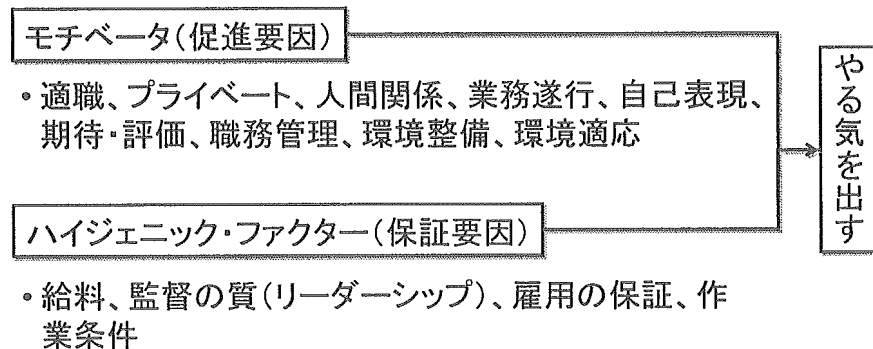 モチベータ(促進要因)
・適職、プライベート、人間関係、業務遂行、自己表現、
期待・評価、職務管理、環境整備、環境適応
ハイジェニック・ファクター(保証要因)
・給料、監督の質(リーダーシップ)、雇用の保証、作
業条件
やる気を出す